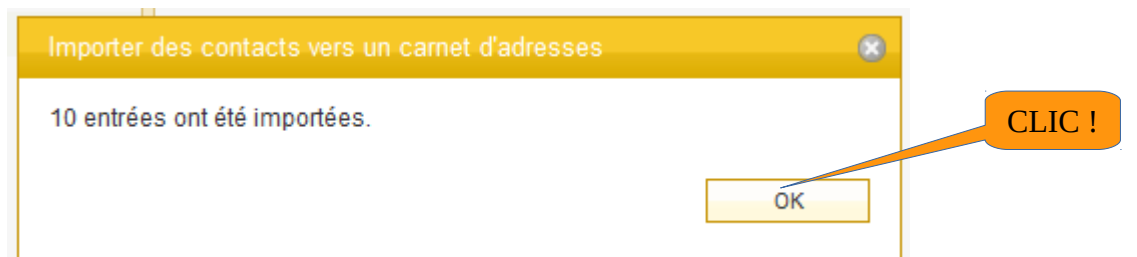 Importer des contacts vers un carnet d'adresses
10 entrées ont été importées.
CLIC !
OK